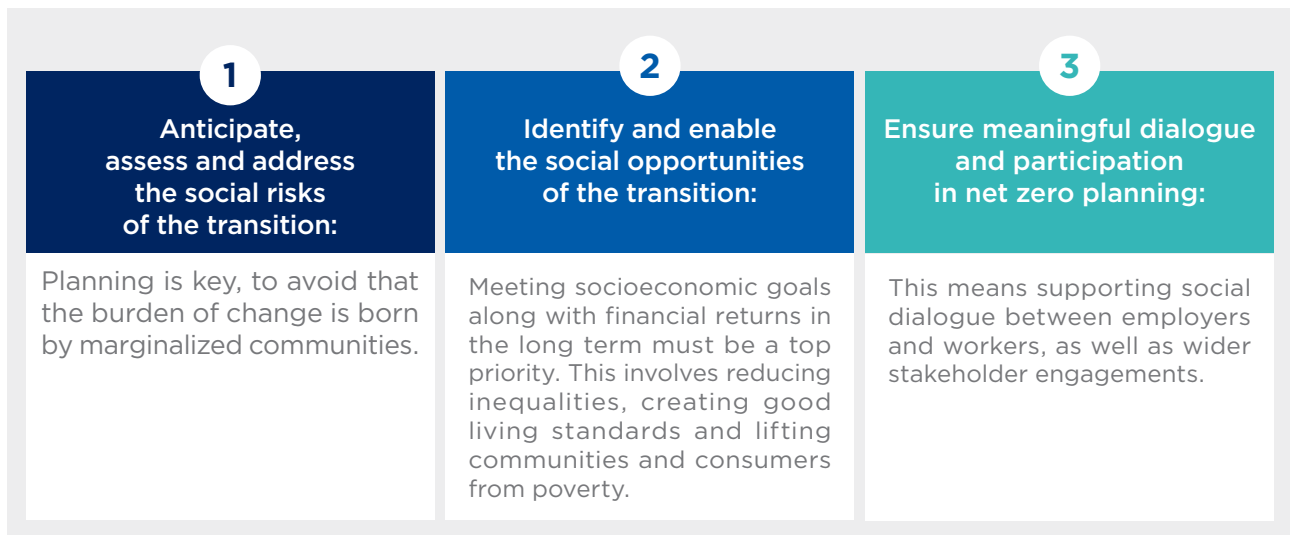 1
Anticipate,
assess and address
the social risks
of the transition:
Planning is key, to avoid that
the burden of change is born
by marginalized communities.
2
Identify and enable
the social opportunities
of the transition:
Meeting socioeconomic goals
along with financial returns in
the long term must be a top
priority. This involves reducing
inequalities, creating good
living standards and lifting
communities and consumers
from poverty.
3
Ensure meaningful dialogue
and participation
in net zero planning:
This means supporting social
dialogue between employers
and workers, as well as wider
stakeholder engagements.